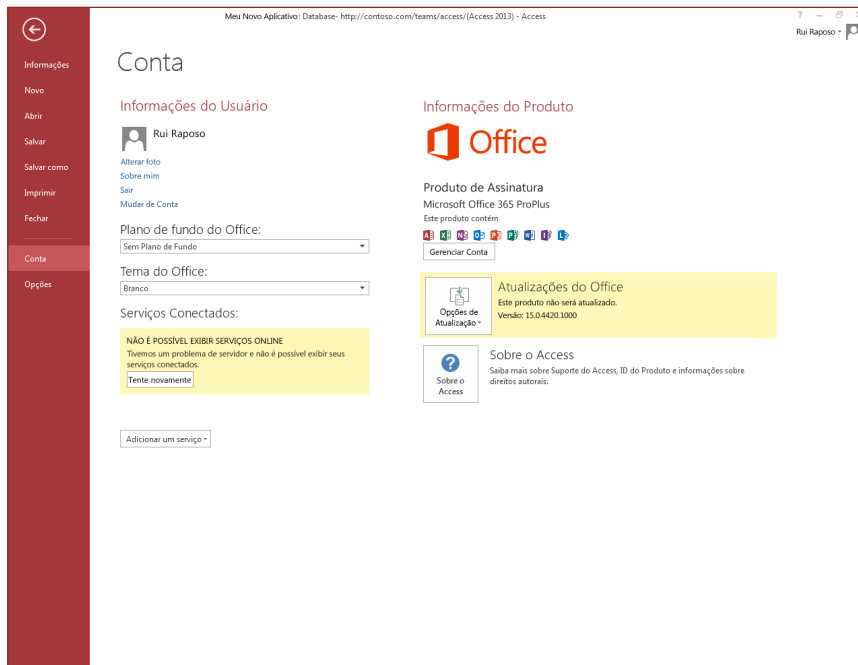 Meu Novo Aplicativo: Database- http://contoso.com/teams/access/(Access 2013) - Access
?
Rui Raposo
Informações
Novo
Abrir
Salvar
Salvar como
Imprimir
Fechar
Conta
Opções
Conta
Informações do Usuário
Rui Raposo
Alterar foto
Sobre mim
Sair
Mudar de Conta
Plano de fundo do Office:
Sem Plano de Fundo
Tema do Office:
Branco
Serviços Conectados:
NÃO É POSSÍVEL EXIBIR SERVIÇOS ONLINE
Tivemos um problema de servidor e não é possível exibir seus
serviços conectados.
Tente novamente
Adicionar um serviço
Informações do Produto
Office
Produto de Assinatura
Microsoft Office 365 ProPlus
Este produto contém
Gerenciar Conta
Opções de
Atualização
Atualizações do Office
Este produto não será atualizado.
Versão: 15.0.4420.1000
?
Sobre o
Access
Sobre o Access
Saiba mais sobre Suporte do Access, ID do Produto e informações sobre
direitos autorais.